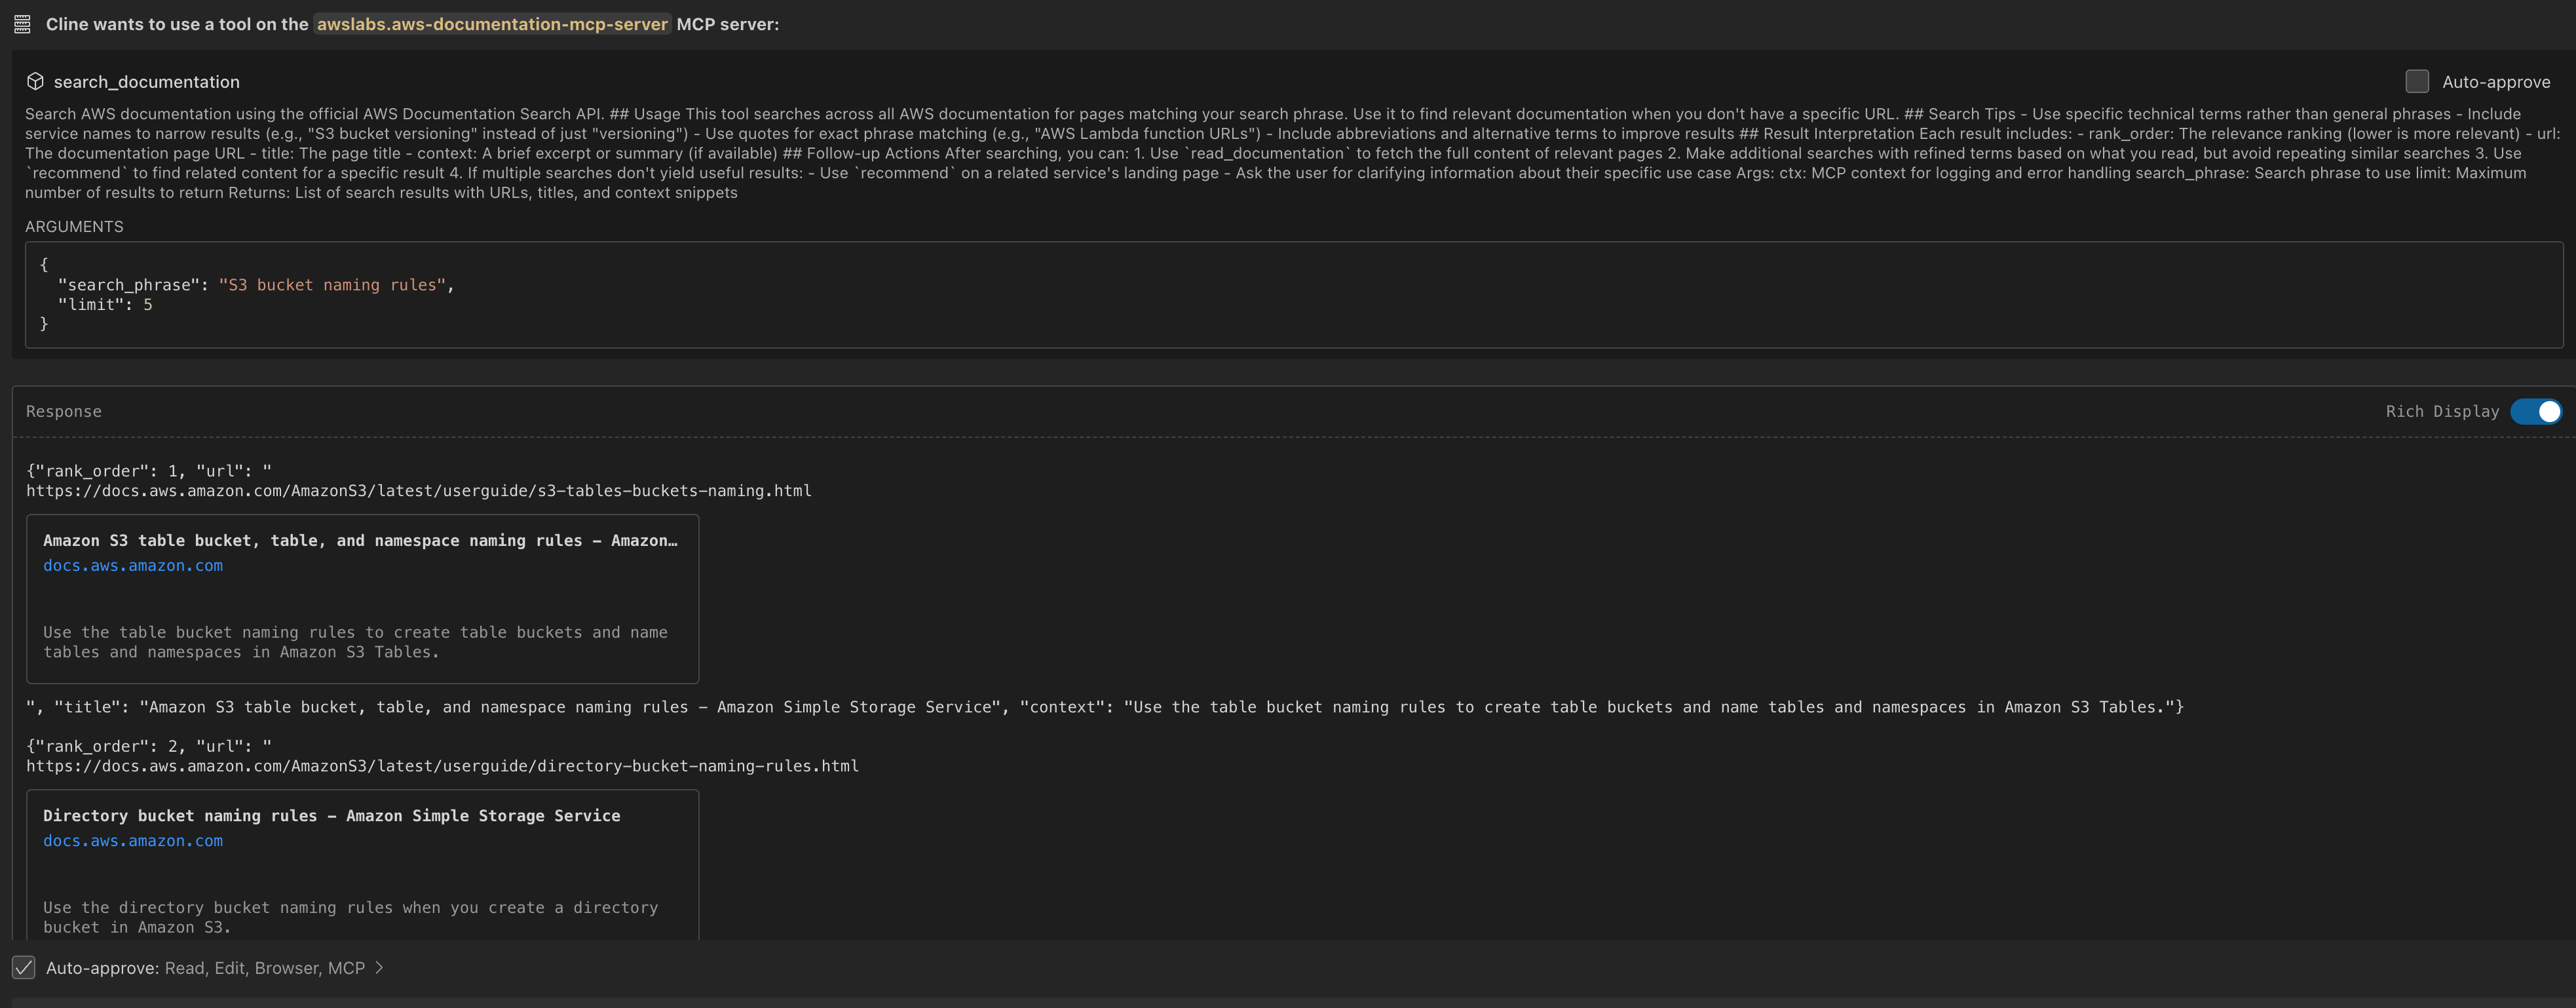 Cline wants to use a tool on the awslabs.aws-documentation-mcp-server MCP server:
search_documentation
Auto-approve
Search AWS documentation using the official AWS Documentation Search API. ## Usage This tool searches across all AWS documentation for pages matching your search phrase. Use it to find relevant documentation when you don't have a specific URL. ## Search Tips - Use specific technical terms rather than general phrases - Include
service names to narrow results (e.g., "S3 bucket versioning" instead of just "versioning") - Use quotes for exact phrase matching (e.g., "AWS Lambda function URLs") - Include abbreviations and alternative terms to improve results ## Result Interpretation Each result includes: - rank_order: The relevance ranking (lower is more relevant) - url:
The documentation page URL - title: The page title - context: A brief excerpt or summary (if available) ## Follow-up Actions After searching, you can: 1. Use `read_documentation` to fetch the full content of relevant pages 2. Make additional searches with refined terms based on what you read, but avoid repeating similar searches 3. Use
`recommend` to find related content for a specific result 4. If multiple searches don't yield useful results: - Use `recommend` on a related service's landing page - Ask the user for clarifying information about their specific use case Args: ctx: MCP context for logging and error handling search_phrase: Search phrase to use limit: Maximum
number of results to return Returns: List of search results with URLs, titles, and context snippets
ARGUMENTS
{
"search_phrase": "S3 bucket naming rules",
"limit": 5
}
Response
Rich Display
{"rank_order": 1, "url": "
https://docs.aws.amazon.com/AmazonS3/latest/userguide/s3-tables-buckets-naming.html
Amazon S3 table bucket, table, and namespace naming rules - Amazon…
docs.aws.amazon.com
Use the table bucket naming rules to create table buckets and name
tables and namespaces in Amazon S3 Tables.
", "title": "Amazon S3 table bucket, table, and namespace naming rules - Amazon Simple Storage Service", "context": "Use the table bucket naming rules to create table buckets and name tables and namespaces in Amazon S3 Tables."}
{"rank_order": 2, "url": "
https://docs.aws.amazon.com/AmazonS3/latest/userguide/directory-bucket-naming-rules.html
Directory bucket naming rules - Amazon Simple Storage Service
docs.aws.amazon.com
Use the directory bucket naming rules when you create a directory
bucket in Amazon S3.
Auto-approve: Read, Edit, Browser, MCP